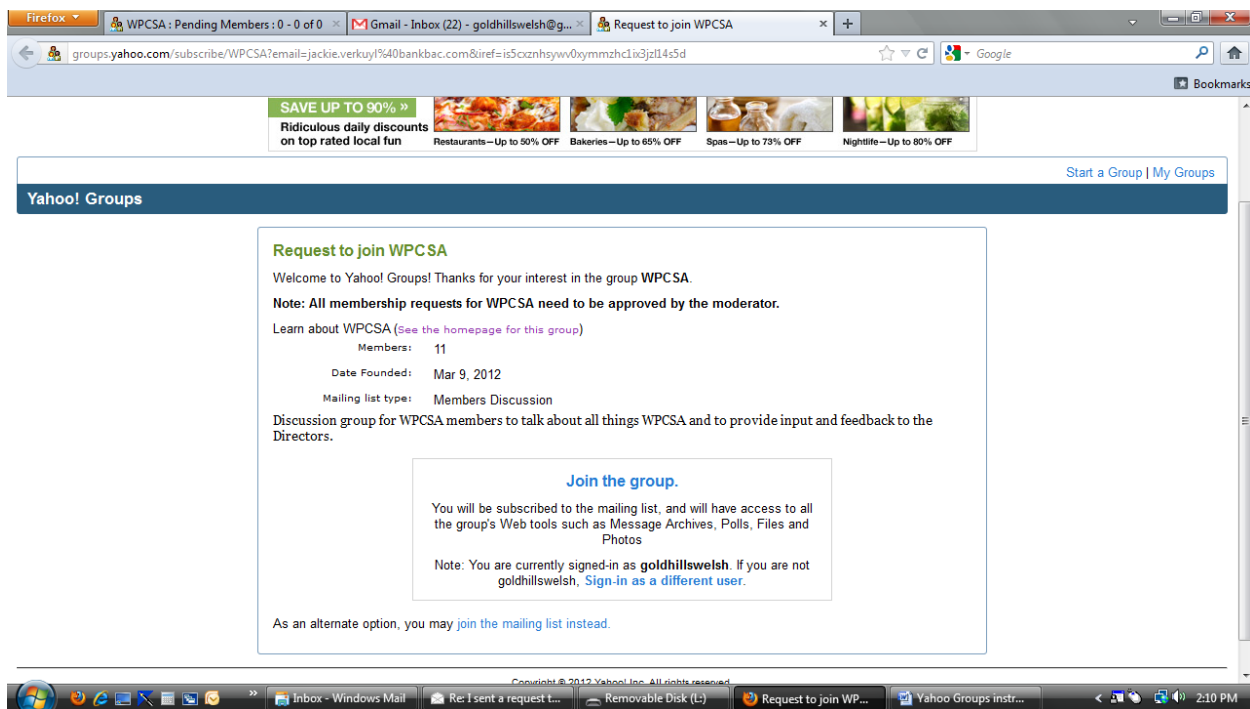 Firefox
WPCSA : Pending Members : 0 - 0 of 0
Gmail - Inbox (22) - goldhillswelsh@g...
Request to join WPCSA
groups.yahoo.com/subscribe/WPCSA?email=jackie.verkuyl%40bankbac.com&iref=is5cxznhsywv0xymmzhc1ix3jzl14s5d
Google
Bookmarks
SAVE UP TO 90% »
Ridiculous daily discounts
on top rated local fun
Restaurants—Up to 50% OFF
Bakeries—Up to 65% OFF
Spas—Up to 73% OFF
Nightlife—Up to 80% OFF
Start a Group | My Groups
Yahoo! Groups
Request to join WPCSA
Welcome to Yahoo! Groups! Thanks for your interest in the group WPCSA.
Note: All membership requests for WPCSA need to be approved by the moderator.
Learn about WPCSA (See the homepage for this group)
Members: 11
Date Founded: Mar 9, 2012
Mailing list type: Members Discussion
Discussion group for WPCSA members to talk about all things WPCSA and to provide input and feedback to the
Directors.
Join the group.
You will be subscribed to the mailing list, and will have access to all
the group's Web tools such as Message Archives, Polls, Files and
Photos
Note: You are currently signed-in as goldhillswelsh. If you are not
goldhillswelsh, Sign-in as a different user.
As an alternate option, you may join the mailing list instead.
Copyright © 2012 Yahoo! Inc. All rights reserved
Inbox - Windows Mail
Re: I sent a request t...
Removable Disk (L:)
Request to join WP...
Yahoo Groups instr...
2:10 PM